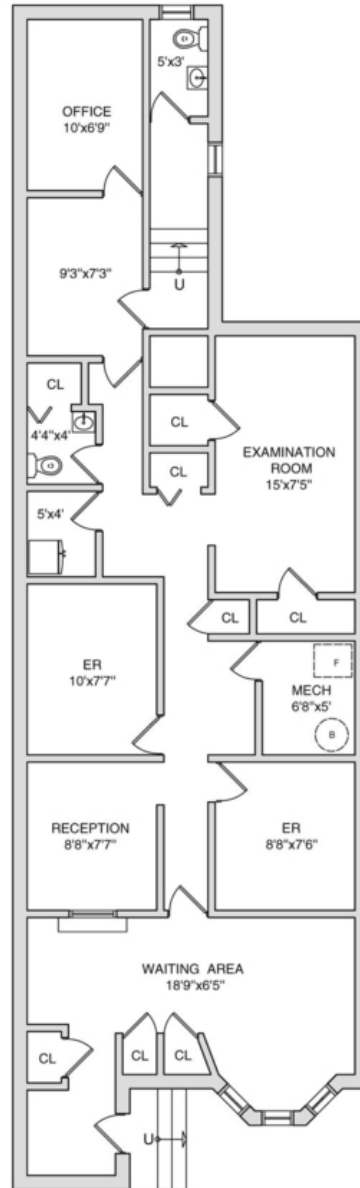 5'x3'
OFFICE
10'x6'9"
9'3"x7'3"
U
CL
4'4"x4'
CL
CL
EXAMINATION
ROOM
15'x7'5"
5'x4'
CL
CL
ER
10'x7'7"
F
MECH
6'8"x5'
B
RECEPTION
8'8"x7'7"
ER
8'8"x7'6"
WAITING AREA
18'9"x6'5"
CL
CL
CL
U